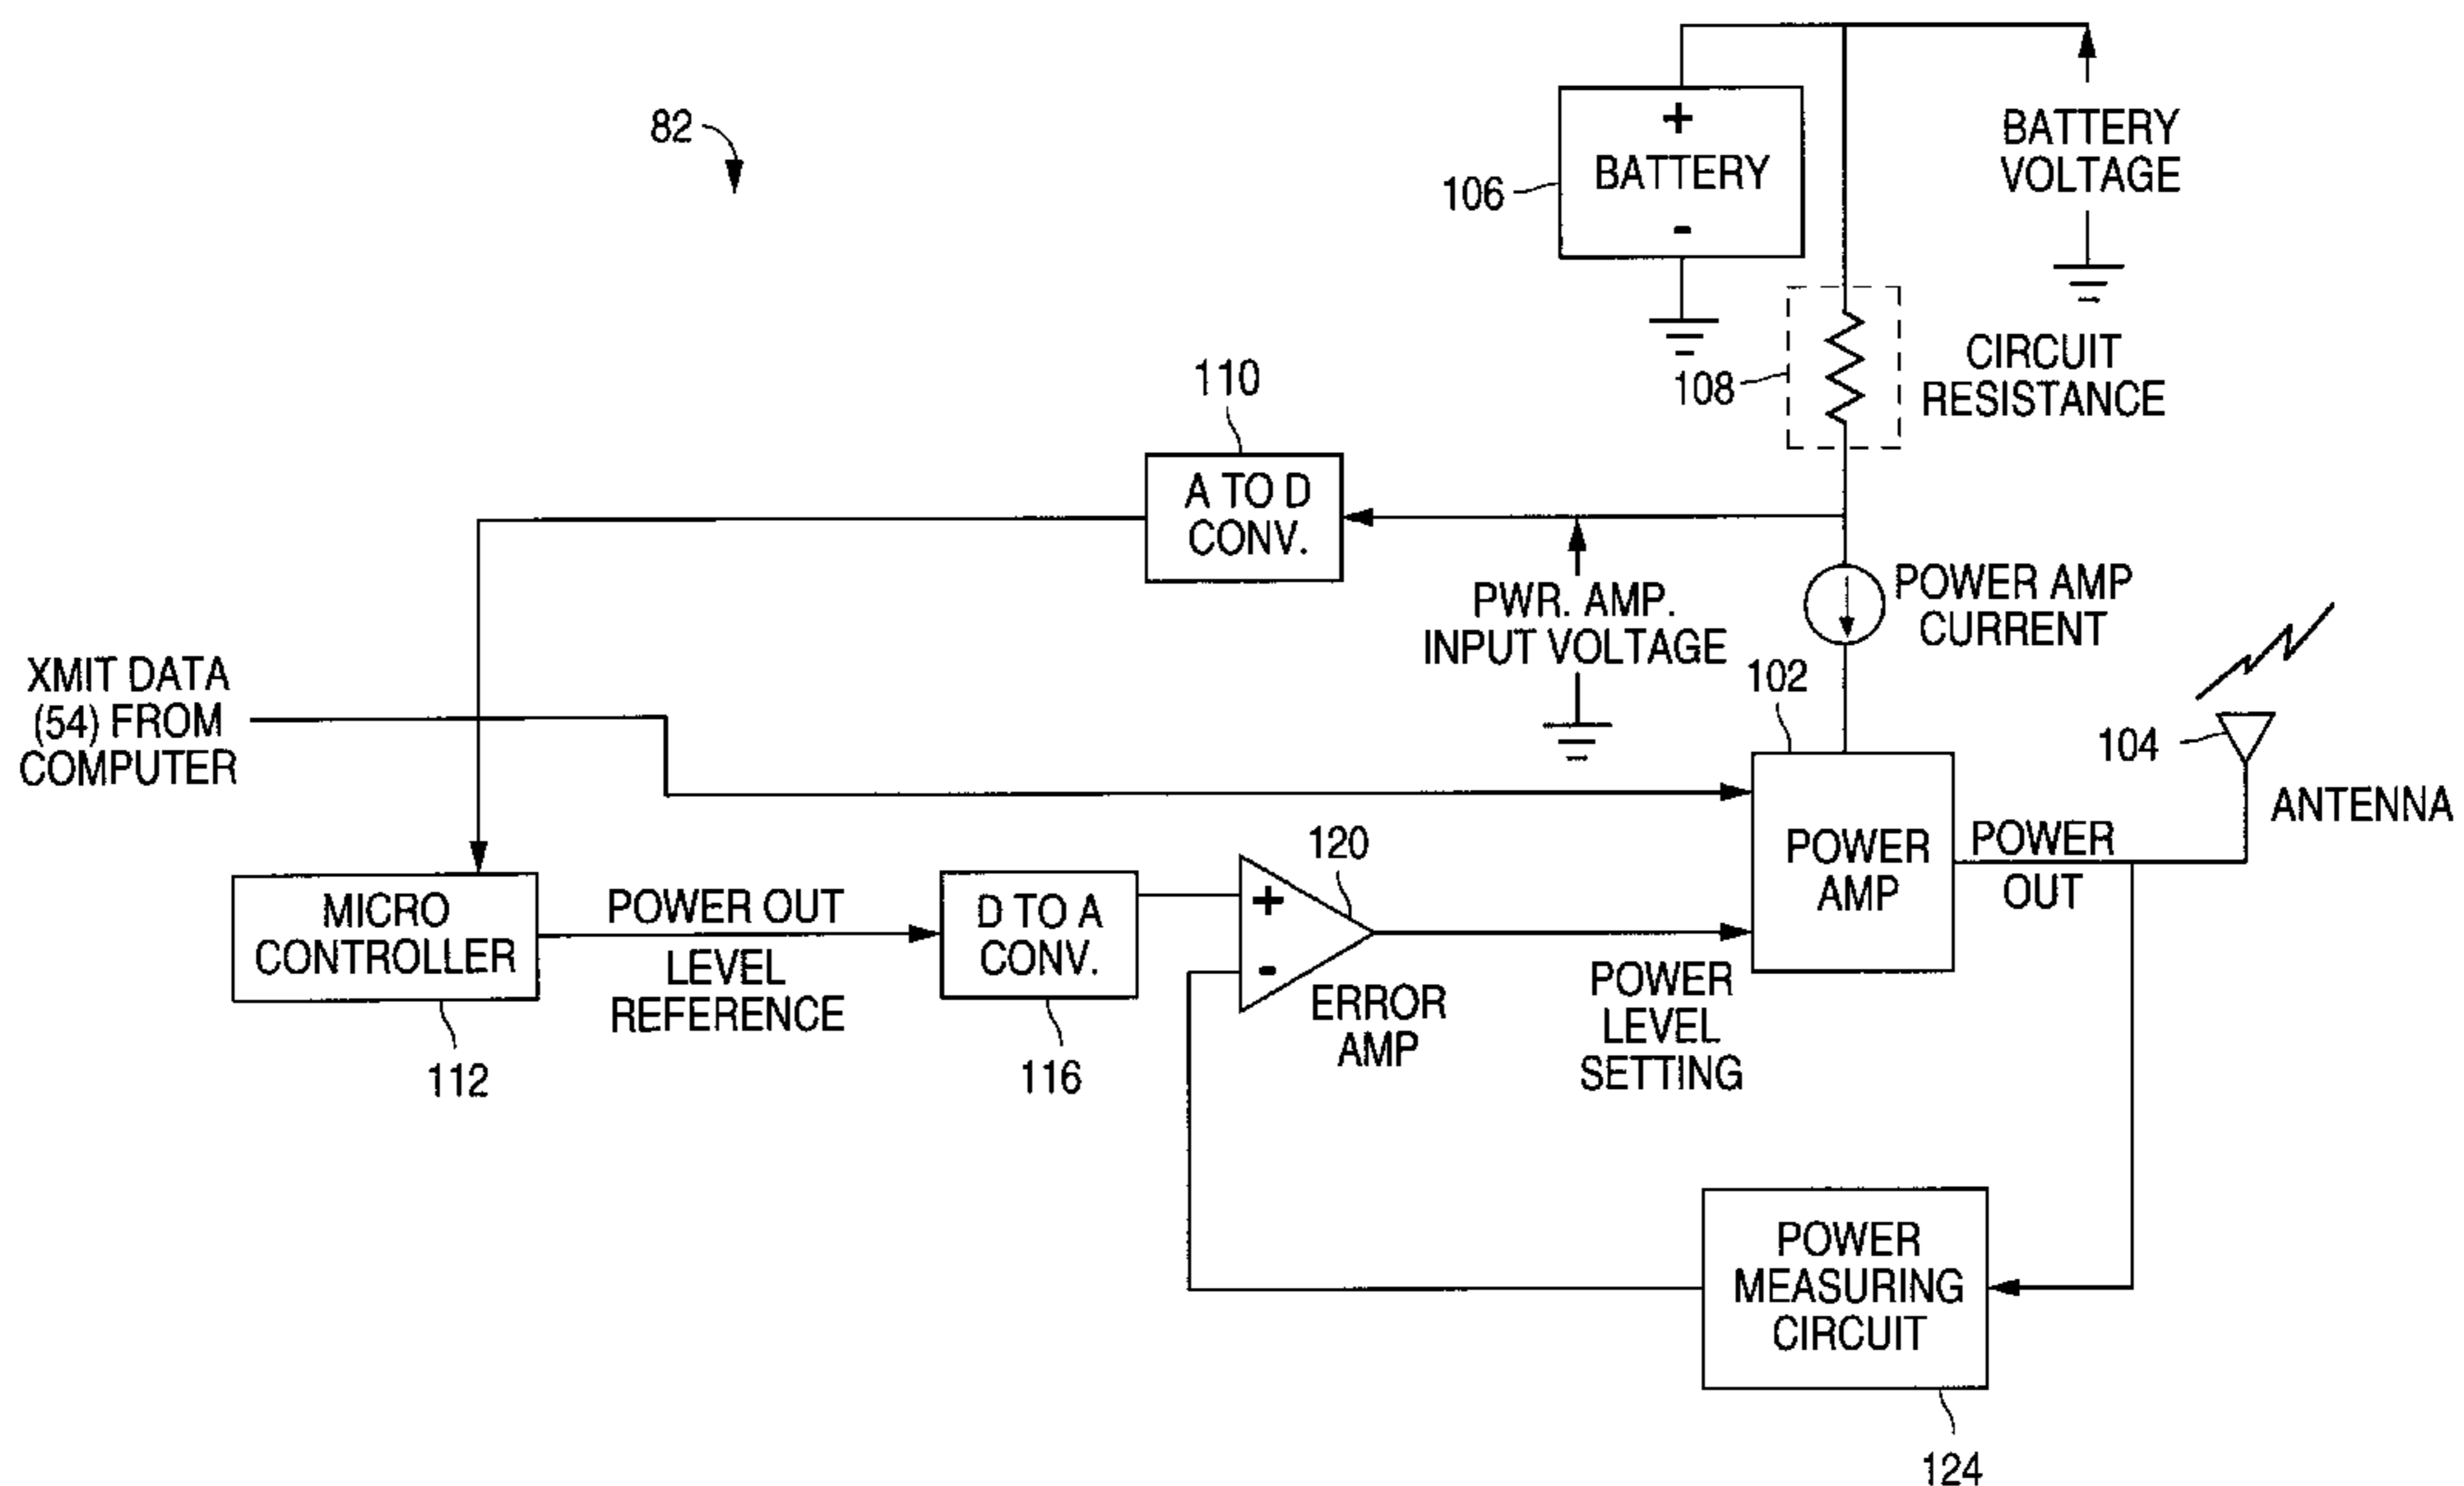 82
+
BATTERY
-
106
BATTERY
VOLTAGE
108
CIRCUIT
RESISTANCE
110
A TO D
CONV.
PWR. AMP.
INPUT VOLTAGE
POWER AMP
CURRENT
XMIT DATA
(54) FROM
COMPUTER
102
104
ANTENNA
POWER
AMP
POWER
OUT
120
MICRO
CONTROLLER
112
POWER OUT
LEVEL
REFERENCE
D TO A
CONV.
116
+
-
ERROR
AMP
POWER
LEVEL
SETTING
POWER
MEASURING
CIRCUIT
124